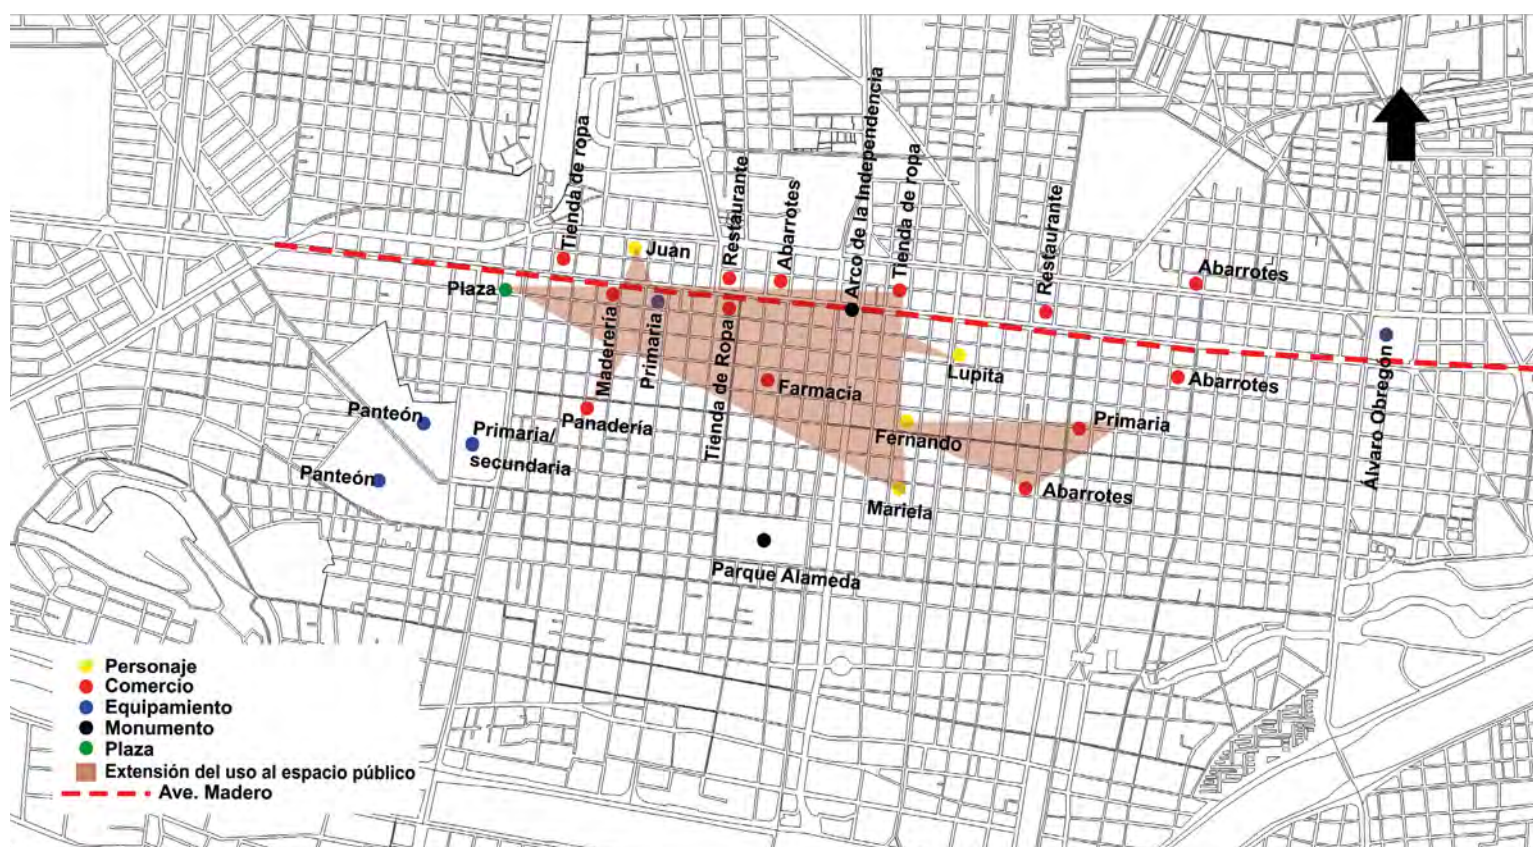 Tienda de ropa
Juan
Restaurante
Abarrotes
Arco de la Independencia
Tienda de ropa
Restaurante
Abarrotes
Plaza
Maderería
Primaria
Tienda de Ropa
Farmacia
Lupita
Abarrotes
Álvaro Obregón
Panteón
Panadería
Primaria/
secundaria
Panteón
Fernando
Primaria
Mariela
Abarrotes
Parque Alameda
Personaje
Comercio
Equipamiento
Monumento
Plaza
Extensión del uso al espacio público
Ave. Madero